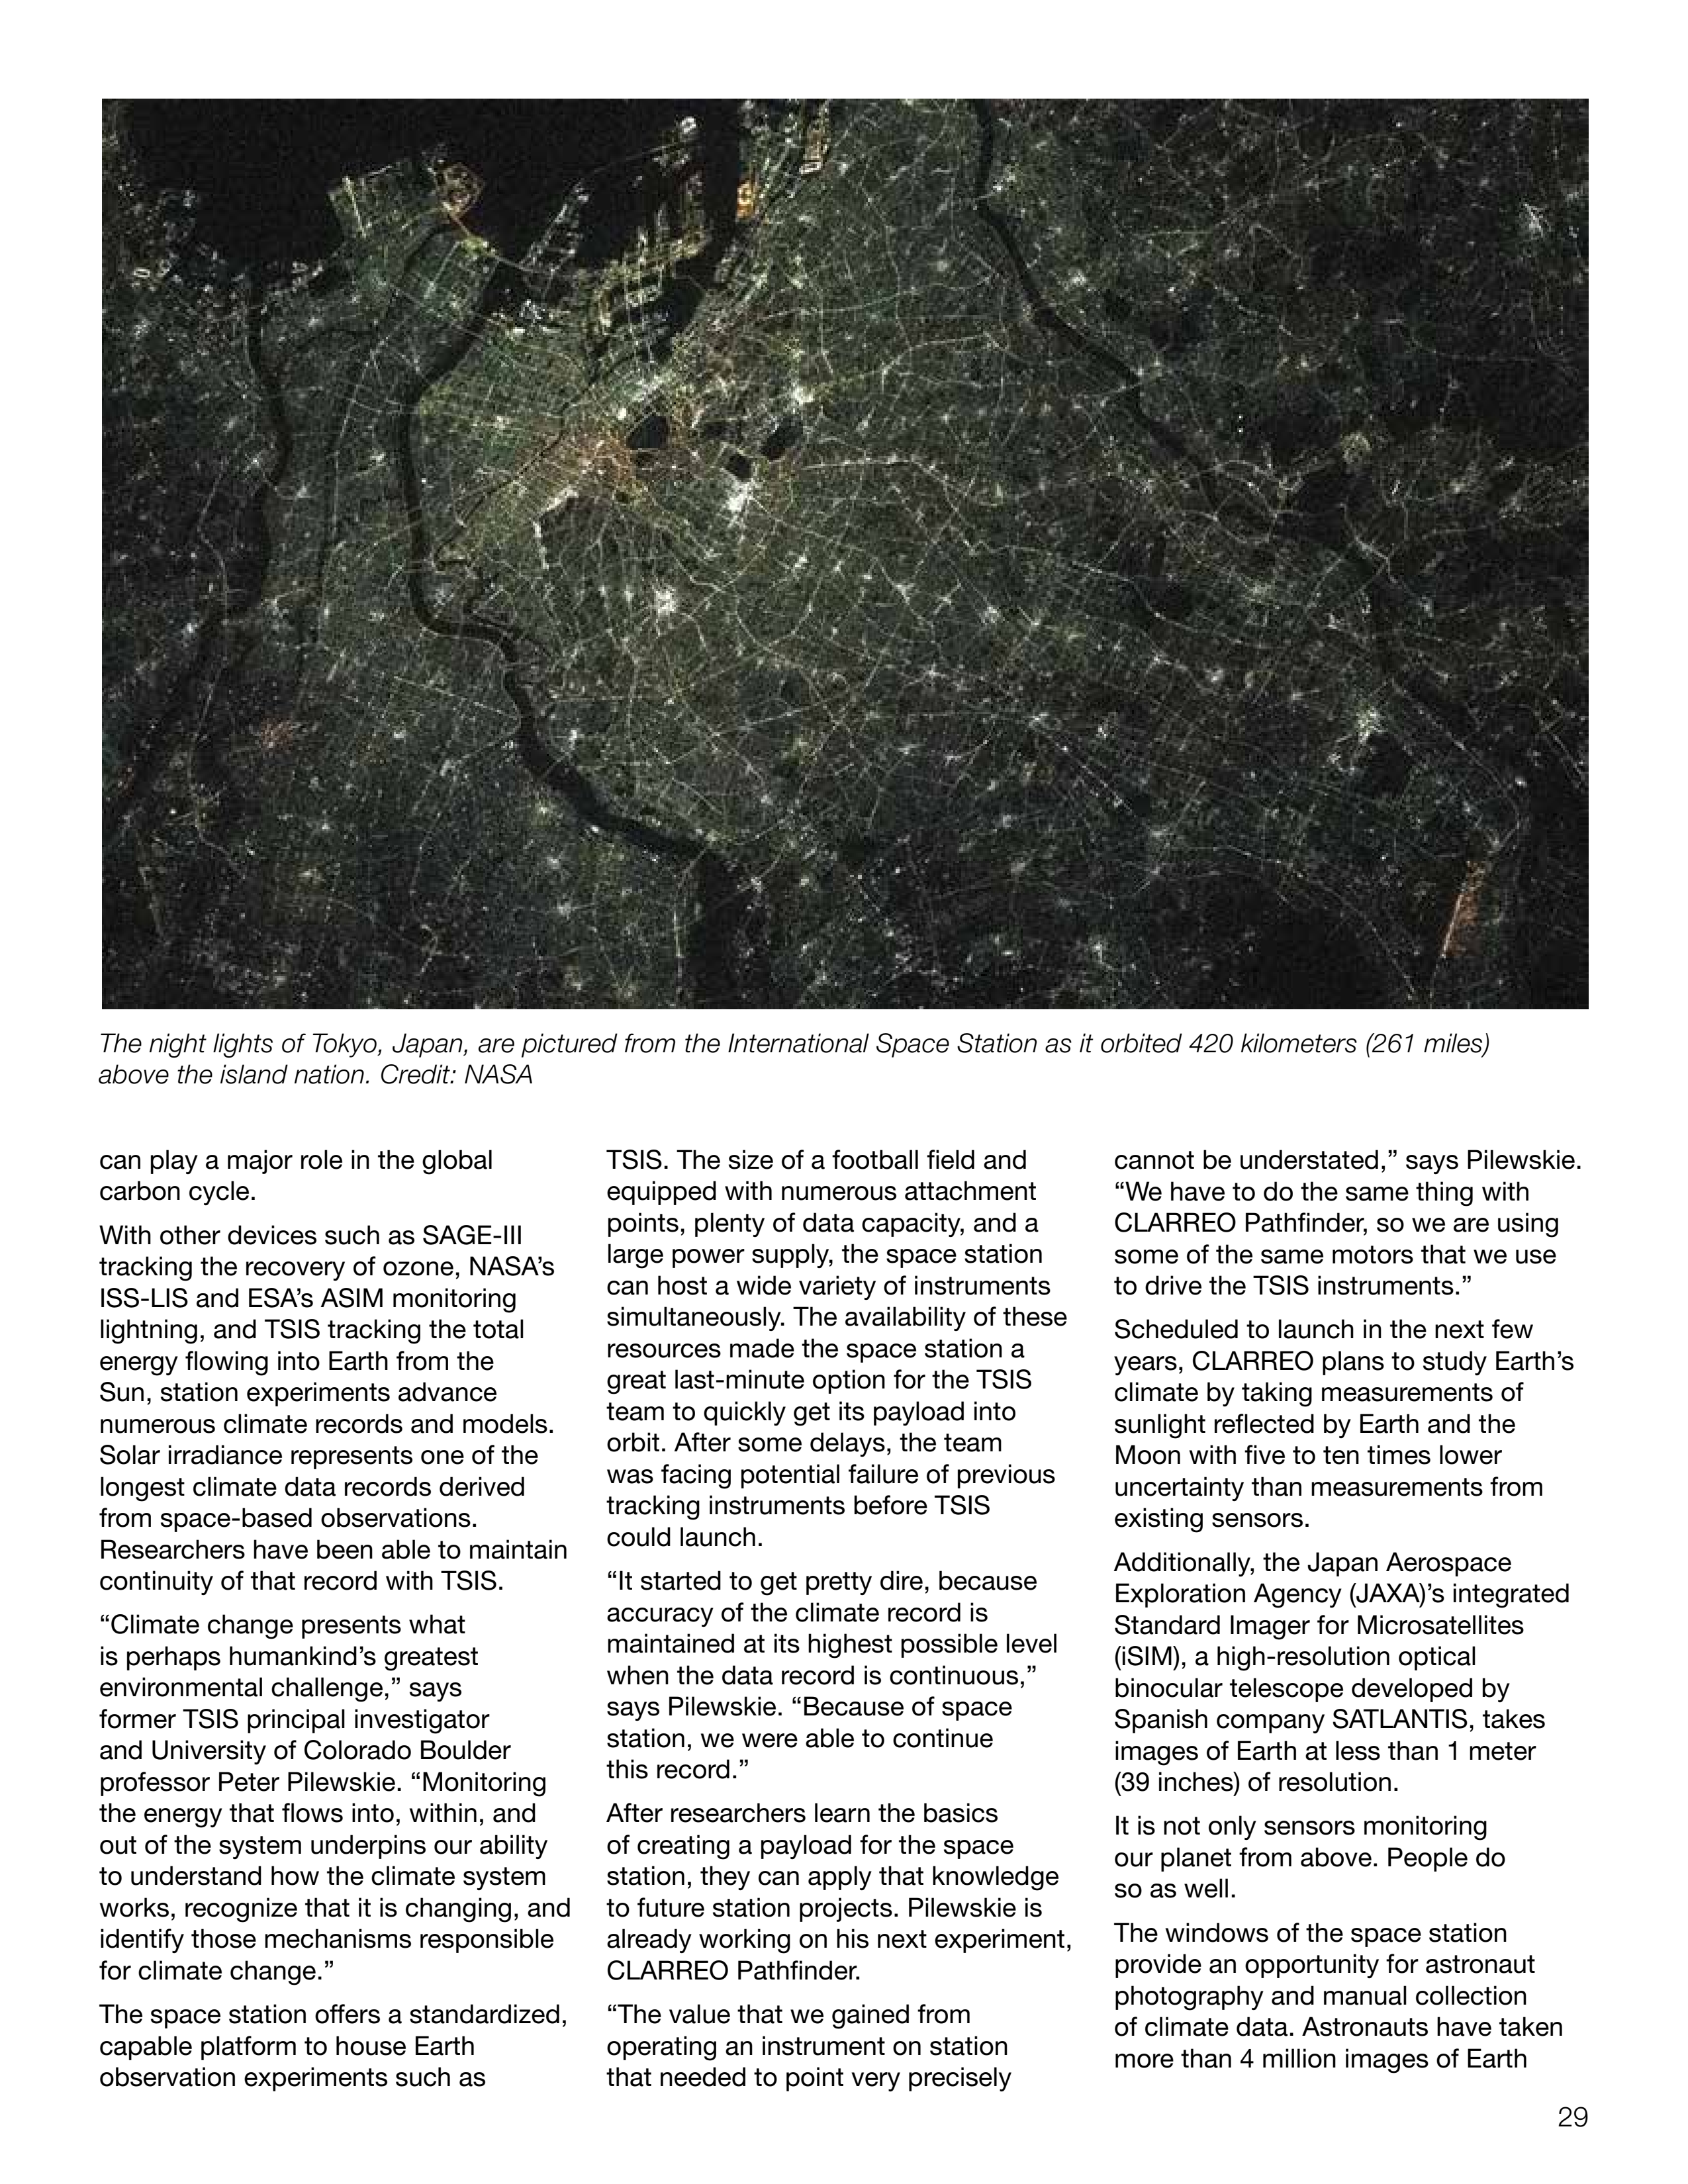 The night lights of Tokyo, Japan, are pictured from the International Space Station as it orbited 420 kilometers (261 miles)
above the island nation. Credit: NASA
can play a major role in the global
carbon cycle.
With other devices such as SAGE-III
tracking the recovery of ozone, NASA’s
ISS-LIS and ESA’s ASIM monitoring
lightning, and TSIS tracking the total
energy flowing into Earth from the
Sun, station experiments advance
numerous climate records and models.
Solar irradiance represents one of the
longest climate data records derived
from space-based observations.
Researchers have been able to maintain
continuity of that record with TSIS.
“Climate change presents what
is perhaps humankind’s greatest
environmental challenge,” says
former TSIS principal investigator
and University of Colorado Boulder
professor Peter Pilewskie. “Monitoring
the energy that flows into, within, and
out of the system underpins our ability
to understand how the climate system
works, recognize that it is changing, and
identify those mechanisms responsible
for climate change.”
The space station offers a standardized,
capable platform to house Earth
observation experiments such as
TSIS. The size of a football field and
equipped with numerous attachment
points, plenty of data capacity, and a
large power supply, the space station
can host a wide variety of instruments
simultaneously. The availability of these
resources made the space station a
great last-minute option for the TSIS
team to quickly get its payload into
orbit. After some delays, the team
was facing potential failure of previous
tracking instruments before TSIS
could launch.
“It started to get pretty dire, because
accuracy of the climate record is
maintained at its highest possible level
when the data record is continuous,”
says Pilewskie. “Because of space
station, we were able to continue
this record.”
After researchers learn the basics
of creating a payload for the space
station, they can apply that knowledge
to future station projects. Pilewskie is
already working on his next experiment,
CLARREO Pathfinder.
“The value that we gained from
operating an instrument on station
that needed to point very precisely
cannot be understated,” says Pilewskie.
“We have to do the same thing with
CLARREO Pathfinder, so we are using
some of the same motors that we use
to drive the TSIS instruments.”
Scheduled to launch in the next few
years, CLARREO plans to study Earth’s
climate by taking measurements of
sunlight reflected by Earth and the
Moon with five to ten times lower
uncertainty than measurements from
existing sensors.
Additionally, the Japan Aerospace
Exploration Agency (JAXA)’s integrated
Standard Imager for Microsatellites
(iSIM), a high-resolution optical
binocular telescope developed by
Spanish company SATLANTIS, takes
images of Earth at less than 1 meter
(39 inches) of resolution.
It is not only sensors monitoring
our planet from above. People do
so as well.
The windows of the space station
provide an opportunity for astronaut
photography and manual collection
of climate data. Astronauts have taken
more than 4 million images of Earth
29